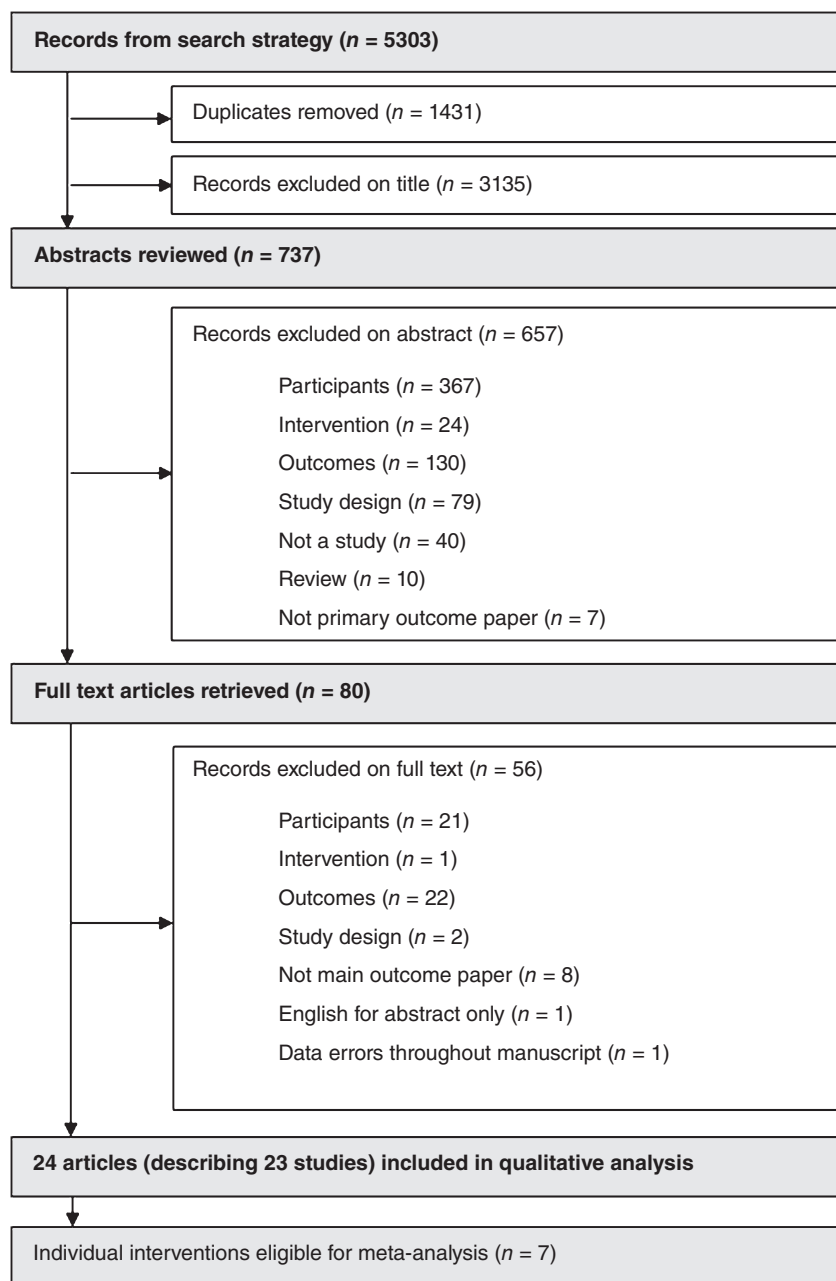 Records from search strategy (n = 5303)
Duplicates removed (n = 1431)
Records excluded on title (n = 3135)
Abstracts reviewed (n = 737)
Records excluded on abstract (n = 657)
Participants (n = 367)
Intervention (n = 24)
Outcomes (n = 130)
Study design (n = 79)
Not a study (n = 40)
Review (n = 10)
Not primary outcome paper (n = 7)
Full text articles retrieved (n = 80)
Records excluded on full text (n = 56)
Participants (n = 21)
Intervention (n = 1)
Outcomes (n = 22)
Study design (n = 2)
Not main outcome paper (n = 8)
English for abstract only (n = 1)
Data errors throughout manuscript (n = 1)
24 articles (describing 23 studies) included in qualitative analysis
Individual interventions eligible for meta-analysis (n = 7)